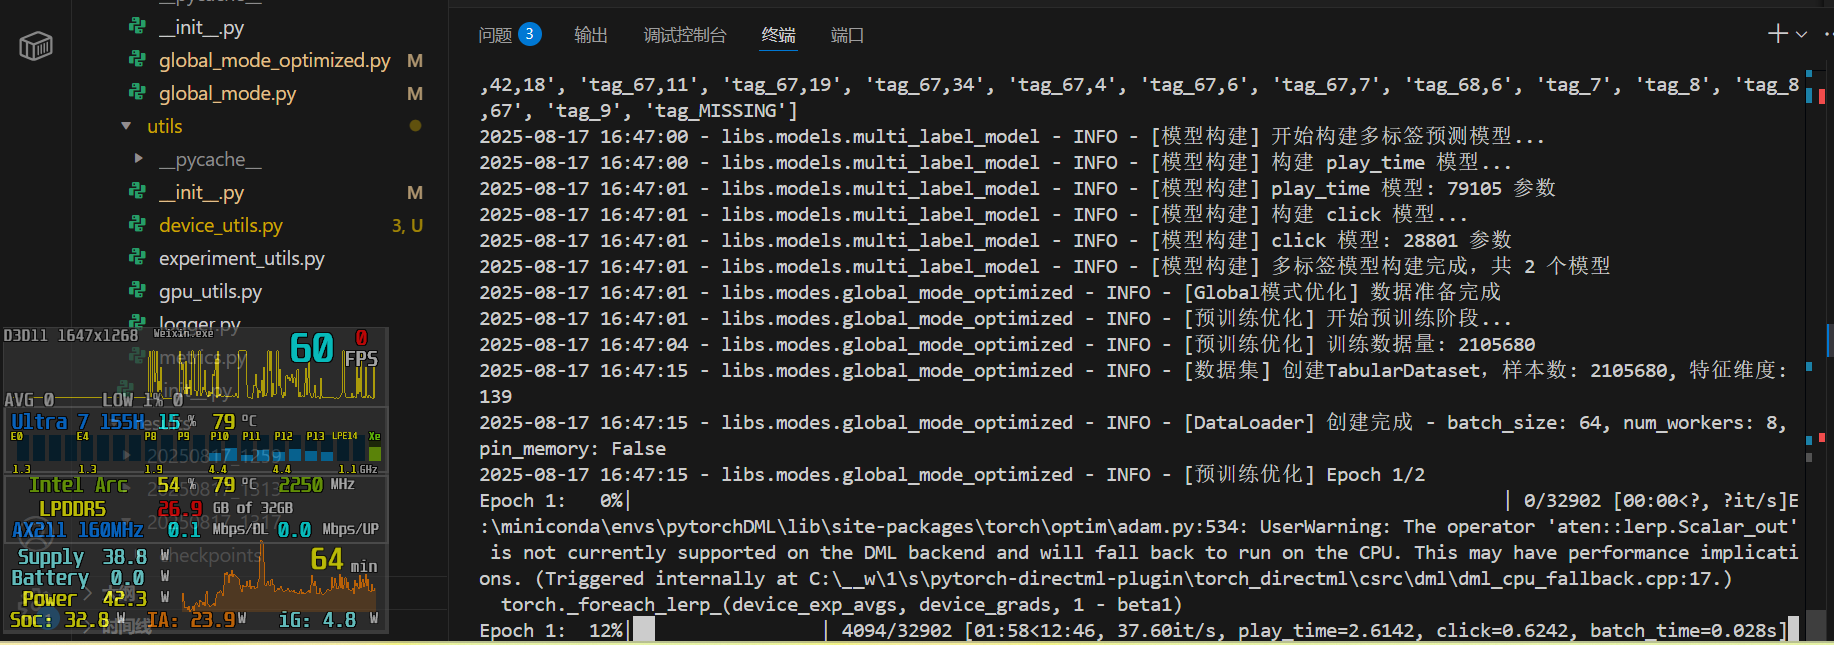 __pycache__
__init__.py
global_mode_optimized.py M
global_mode.py M
utils
__pycache__
__init__.py M
device_utils.py 3, U
experiment_utils.py
gpu_utils.py
logger.py
metrics.py
D3D11 1647x1268 Weixin.exe 60 0 FPS
AVG 0 LOW 1% 0
Ultra 7 155H 15 % 79 °C
E0 E4 P8 P9 P10 P11 P12 P13 LPE14 Xe
20250817_1259
1.3 1.3 1.9 4.4 4.4 1.1 GHz
Intel Arc 54 % 79 °C 2250 MHz
20250817_1513
LPDDR5 26.9 GB of 32GB
20250817_1317
AX211 160MHz 0.1 Mbps/DL 0.0 Mbps/UP
checkpoints
Supply 38.8 W 64 min
Battery 0.0 W
Power 42.3 W
Soc: 32.8 W IA: 23.9 W iG: 4.8 W
时间线
问题 3 输出 调试控制台 终端 端口
,42,18', 'tag_67,11', 'tag_67,19', 'tag_67,34', 'tag_67,4', 'tag_67,6', 'tag_67,7', 'tag_68,6', 'tag_7', 'tag_8', 'tag_8
,67', 'tag_9', 'tag_MISSING']
2025-08-17 16:47:00 - libs.models.multi_label_model - INFO - [模型构建] 开始构建多标签预测模型...
2025-08-17 16:47:00 - libs.models.multi_label_model - INFO - [模型构建] 构建 play_time 模型...
2025-08-17 16:47:01 - libs.models.multi_label_model - INFO - [模型构建] play_time 模型: 79105 参数
2025-08-17 16:47:01 - libs.models.multi_label_model - INFO - [模型构建] 构建 click 模型...
2025-08-17 16:47:01 - libs.models.multi_label_model - INFO - [模型构建] click 模型: 28801 参数
2025-08-17 16:47:01 - libs.models.multi_label_model - INFO - [模型构建] 多标签模型构建完成，共 2 个模型
2025-08-17 16:47:01 - libs.modes.global_mode_optimized - INFO - [Global模式优化] 数据准备完成
2025-08-17 16:47:01 - libs.modes.global_mode_optimized - INFO - [预训练优化] 开始预训练阶段...
2025-08-17 16:47:04 - libs.modes.global_mode_optimized - INFO - [预训练优化] 训练数据量: 2105680
2025-08-17 16:47:15 - libs.modes.global_mode_optimized - INFO - [数据集] 创建TabularDataset，样本数: 2105680, 特征维度:
139
2025-08-17 16:47:15 - libs.modes.global_mode_optimized - INFO - [DataLoader] 创建完成 - batch_size: 64, num_workers: 8,
pin_memory: False
2025-08-17 16:47:15 - libs.modes.global_mode_optimized - INFO - [预训练优化] Epoch 1/2
Epoch 1:   0%| | 0/32902 [00:00<?, ?it/s]E
:\miniconda\envs\pytorchDML\lib\site-packages\torch\optim\adam.py:534: UserWarning: The operator 'aten::lerp.Scalar_out'
is not currently supported on the DML backend and will fall back to run on the CPU. This may have performance implicati
ons. (Triggered internally at C:\__w\1\s\pytorch-directml-plugin\torch_directml\csrc\dml\dml_cpu_fallback.cpp:17.)
torch._foreach_lerp_(device_exp_avgs, device_grads, 1 - beta1)
Epoch 1:  12%| | 4094/32902 [01:58<12:46, 37.60it/s, play_time=2.6142, click=0.6242, batch_time=0.028s]